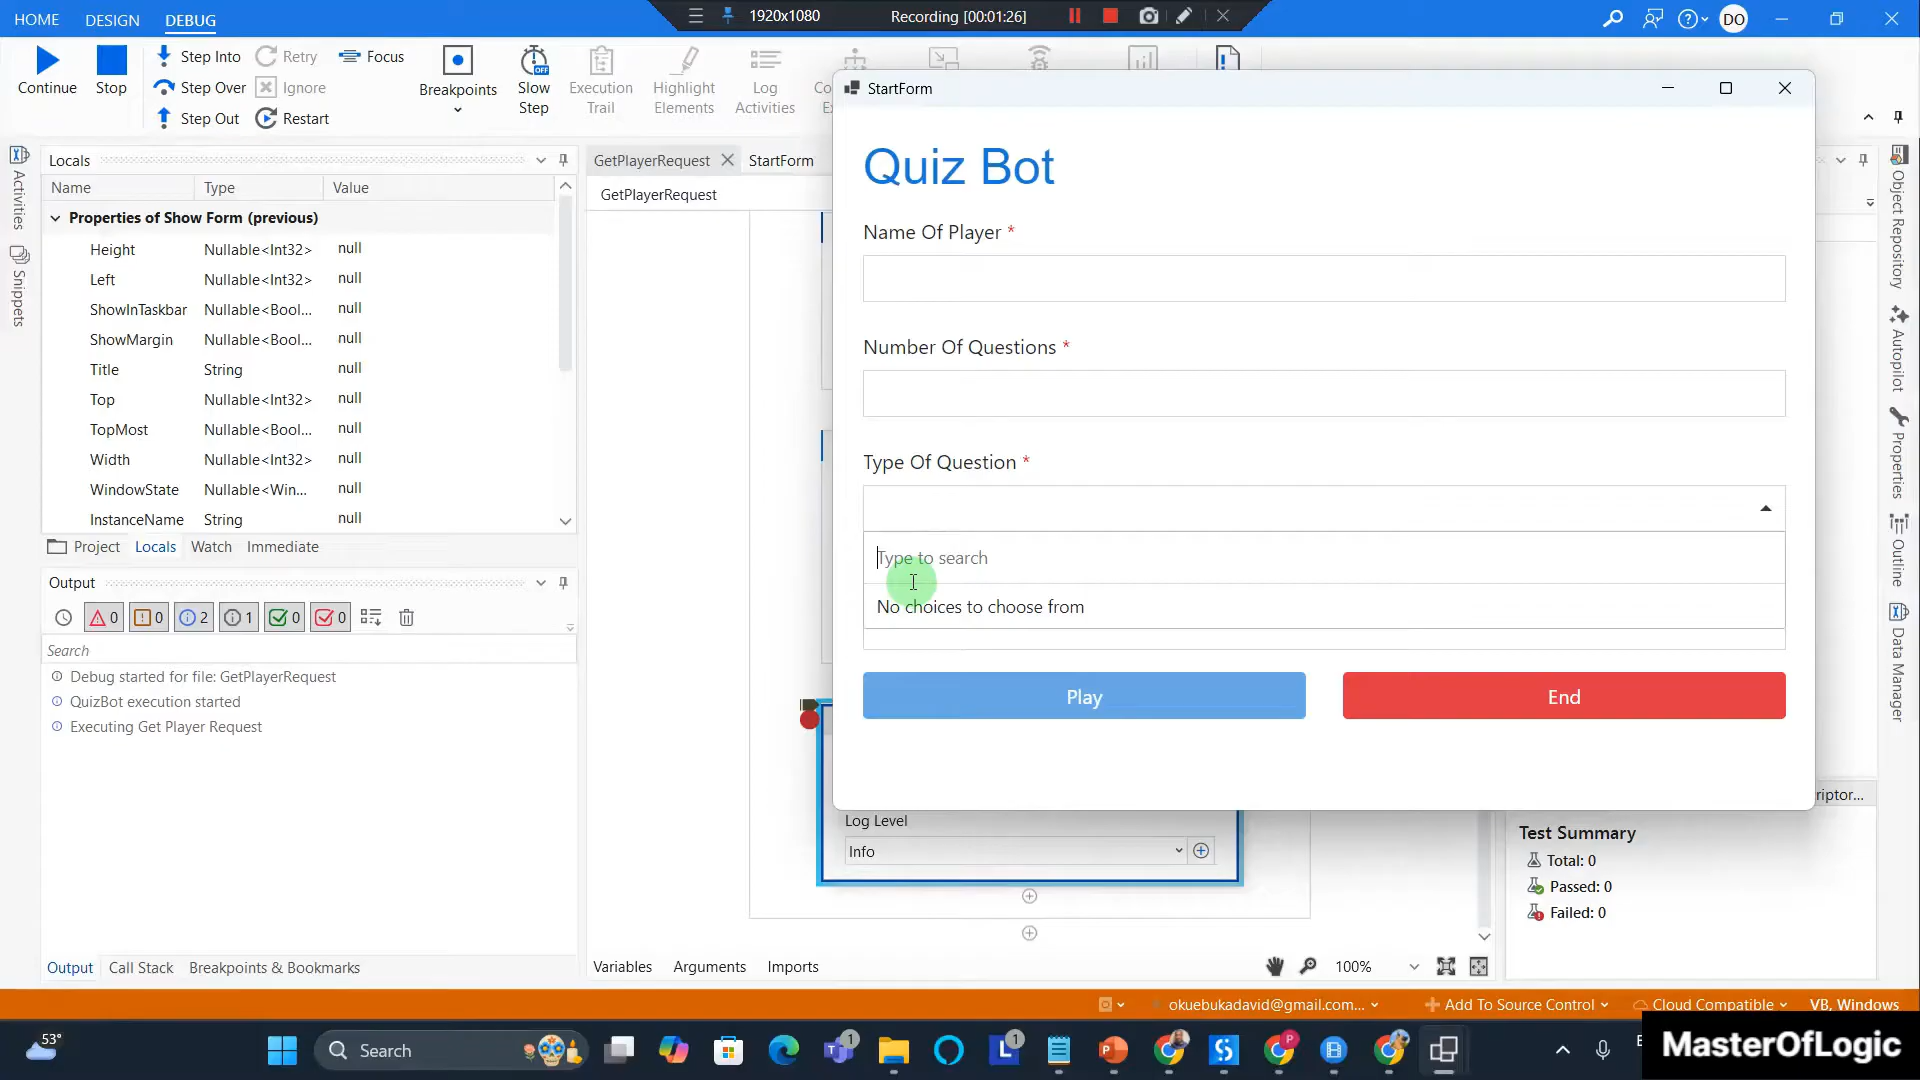 HOME
DESIGN
DEBUG
1920x1080
Recording [00:01:26]
DO
Continue
Stop
Step Into
Step Over
Step Out
Retry
Ignore
Restart
Focus
Breakpoints
Slow Step
Execution Trail
Highlight Elements
Log Activities
Activities
Snippets
Locals
Name Type Value
Properties of Show Form (previous)
Height Nullable<Int32> null
Left Nullable<Int32> null
ShowInTaskbar Nullable<Bool... null
ShowMargin Nullable<Bool... null
Title String null
Top Nullable<Int32> null
TopMost Nullable<Bool... null
Width Nullable<Int32> null
WindowState Nullable<Win... null
InstanceName String null
Project Locals Watch Immediate
Output
0 0 2 1 0 0
Search
Debug started for file: GetPlayerRequest
QuizBot execution started
Executing Get Player Request
Output Call Stack Breakpoints & Bookmarks
GetPlayerRequest
StartForm
GetPlayerRequest
StartForm
Quiz Bot
Name Of Player *
Number Of Questions *
Type Of Question *
Type to search
No choices to choose from
Play
End
Log Level
Info
Variables Arguments Imports
100%
Object Repository
Autopilot
Properties
Outline
Data Manager
riptor...
Test Summary
Total: 0
Passed: 0
Failed: 0
okuebukadavid@gmail.com...
Add To Source Control
Cloud Compatible
VB, Windows
53°
Search
1
1
MasterOfLogic